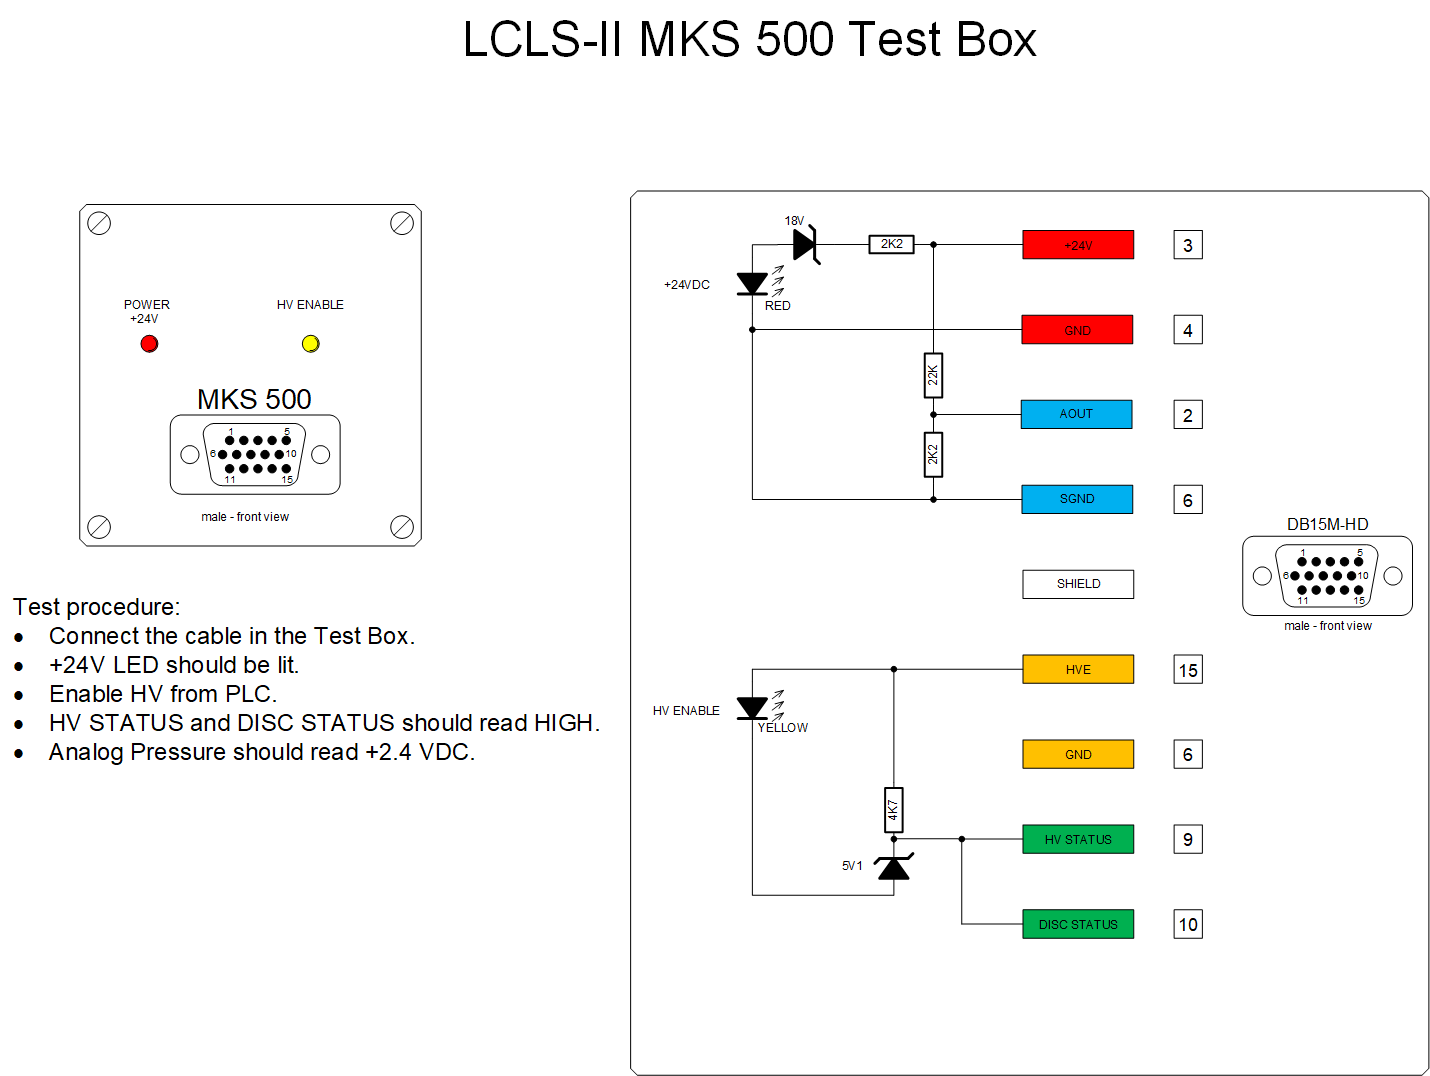 LCLS-II MKS 500 Test Box
POWER
+24V
HV ENABLE
MKS 500
1 5
6 10
11 15
male - front view
Test procedure:
• Connect the cable in the Test Box.
• +24V LED should be lit.
• Enable HV from PLC.
• HV STATUS and DISC STATUS should read HIGH.
• Analog Pressure should read +2.4 VDC.
18V
2K2
+24V 3
+24VDC
RED
GND 4
22K
AOUT 2
2K2
SGND 6
SHIELD
DB15M-HD
1 5
6 10
11 15
male - front view
HVE 15
HV ENABLE
YELLOW
GND 6
4K7
HV STATUS 9
5V1
DISC STATUS 10